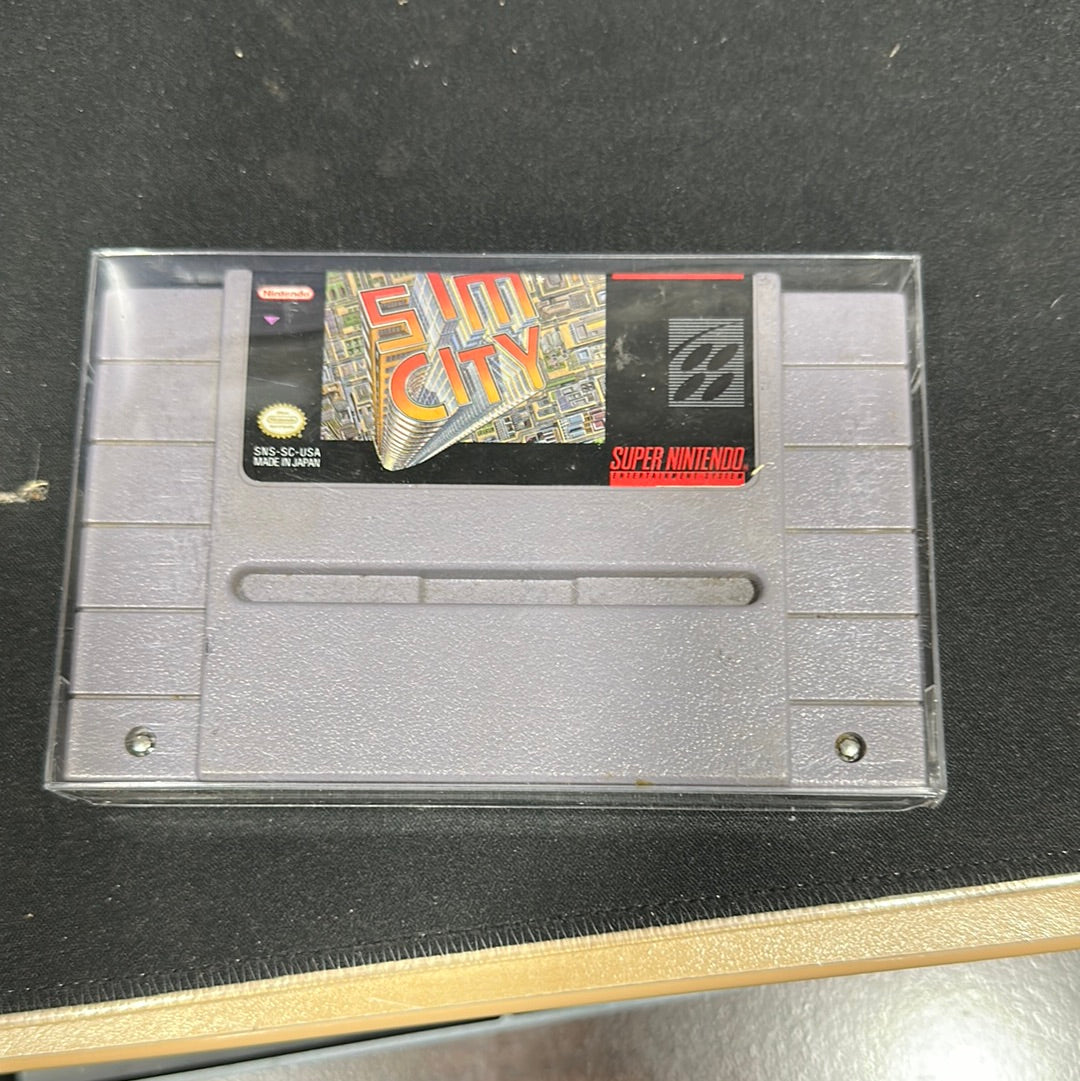 Nintendo
SIM
CITY
SNS-SC-USA
MADE IN JAPAN
SUPER NINTENDO
ENTERTAINMENT SYSTEM